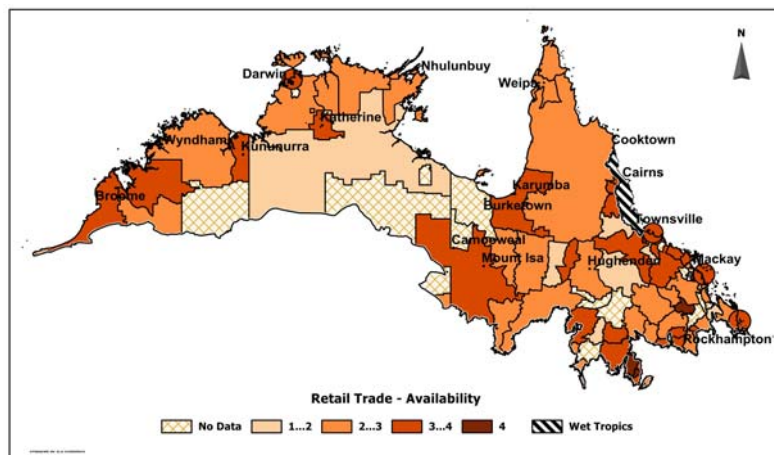 N
Darwin
Nhulunbuy
Weipa
Katherine
Wyndham
Cooktown
Kununurra
Cairns
Karumba
Broome
Burketown
Townsville
Camooweal
Mackay
Mount Isa
Hughenden
Rockhampton
Retail Trade - Availability
No Data 1...2 2...3 3...4 4 Wet Tropics